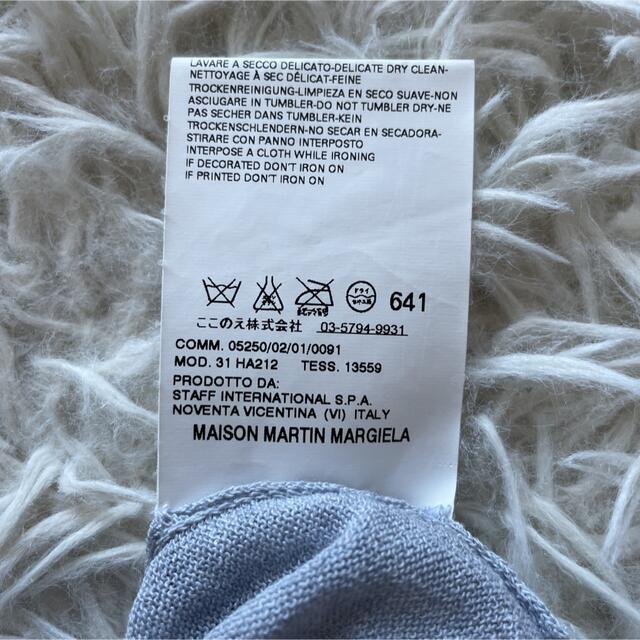 LAVARE A SECCO DELICATO-DELICATE DRY CLEAN-
NETTOYAGE À SEC DÉLICAT-FEINE
TROCKENREINIGUNG-LIMPIEZA EN SECO SUAVE-NON
ASCIUGARE IN TUMBLER-DO NOT TUMBLER DRY-NE
PAS SECHER DANS TUMBLER-KEIN
TROCKENSCHLENDERN-NO SECAR EN SECADORA-
STIRARE CON PANNO INTERPOSTO
INTERPOSE A CLOTH WHILE IRONING
IF DECORATED DON'T IRON ON
IF PRINTED DON'T IRON ON
ドライ 641
ここのえ株式会社 03-5794-9931
COMM. 05250/02/01/0091
MOD. 31 HA212 TESS. 13559
PRODOTTO DA:
STAFF INTERNATIONAL S.P.A.
NOVENTA VICENTINA (VI) ITALY
MAISON MARTIN MARGIELA